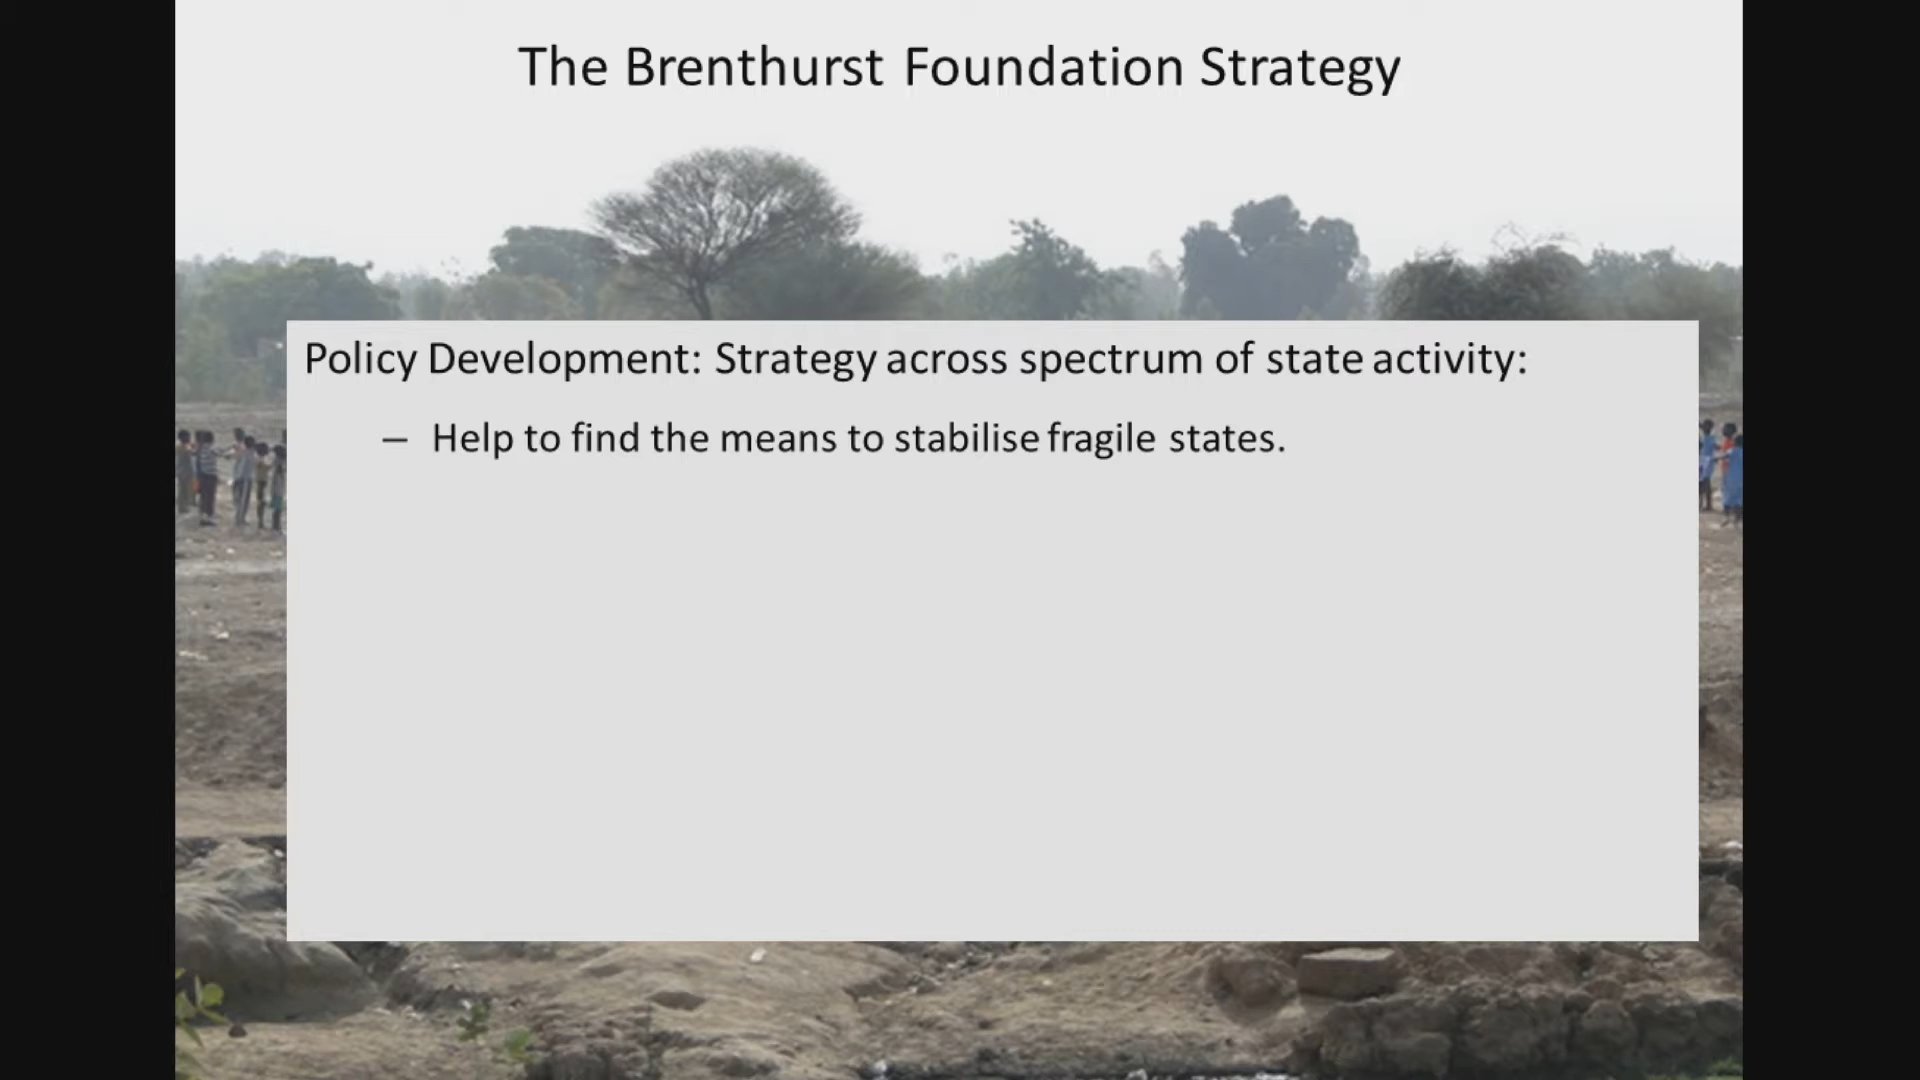 The Brenthurst Foundation Strategy
Policy Development: Strategy across spectrum of state activity:
– Help to find the means to stabilise fragile states.